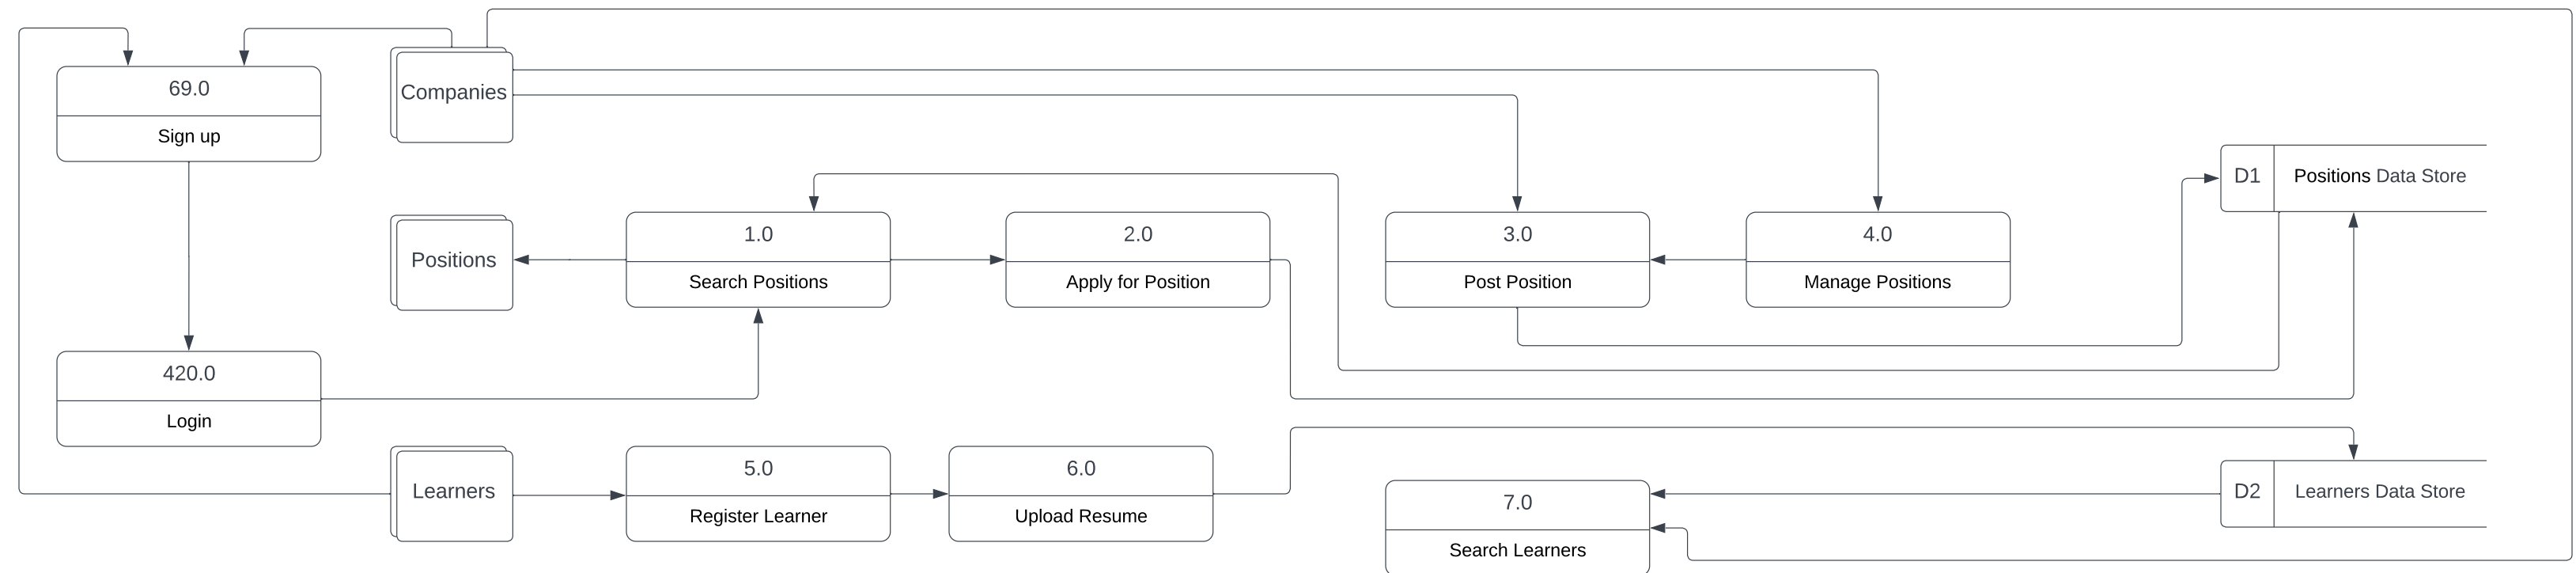 69.0
Sign up
Companies
D1
Positions Data Store
Positions
1.0
Search Positions
2.0
Apply for Position
3.0
Post Position
4.0
Manage Positions
420.0
Login
Learners
5.0
Register Learner
6.0
Upload Resume
7.0
Search Learners
D2
Learners Data Store